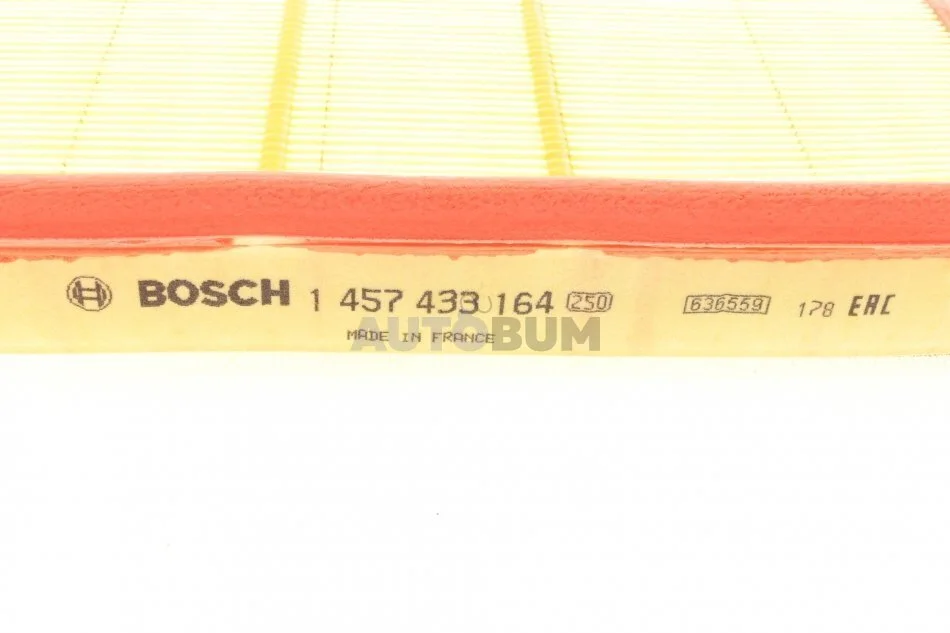 BOSCH 1 457 433 164 250 636559 178 EAC
MADE IN FRANCE
AUTOBUM